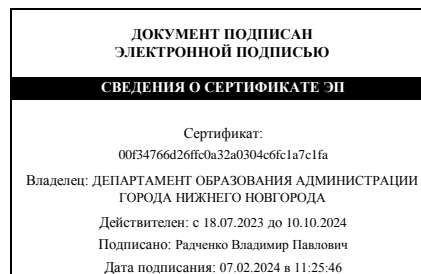 ДОКУМЕНТ ПОДПИСАН
ЭЛЕКТРОННОЙ ПОДПИСЬЮ
СВЕДЕНИЯ О СЕРТИФИКАТЕ ЭП
Сертификат:
00f34766d26ffc0a32a0304c6fc1a7c1fa
Владелец: ДЕПАРТАМЕНТ ОБРАЗОВАНИЯ АДМИНИСТРАЦИИ
ГОРОДА НИЖНЕГО НОВГОРОДА
Действителен: с 18.07.2023 до 10.10.2024
Подписано: Радченко Владимир Павлович
Дата подписания: 07.02.2024 в 11:25:46